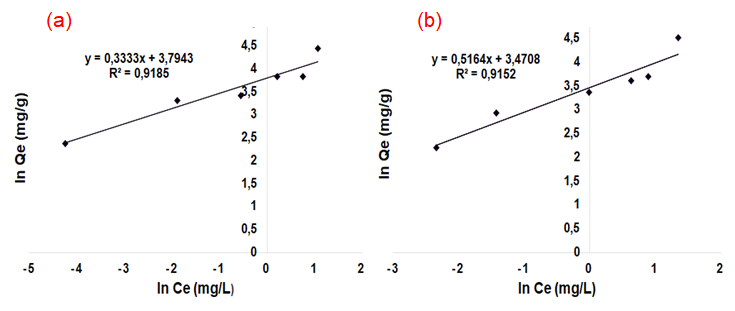 (a)
y = 0,3333x + 3,7943
R² = 0,9185
ln Qe (mg/g)
4,5
4
3,5
3
2,5
2
1,5
1
0,5
0
-5 -4 -3 -2 -1 0 1 2
ln Ce (mg/L)
(b)
y = 0,5164x + 3,4708
R² = 0,9152
ln Qe (mg/g)
4,5
4
3,5
3
2,5
2
1,5
1
0,5
0
-3 -2 -1 0 1 2
ln Ce (mg/L)